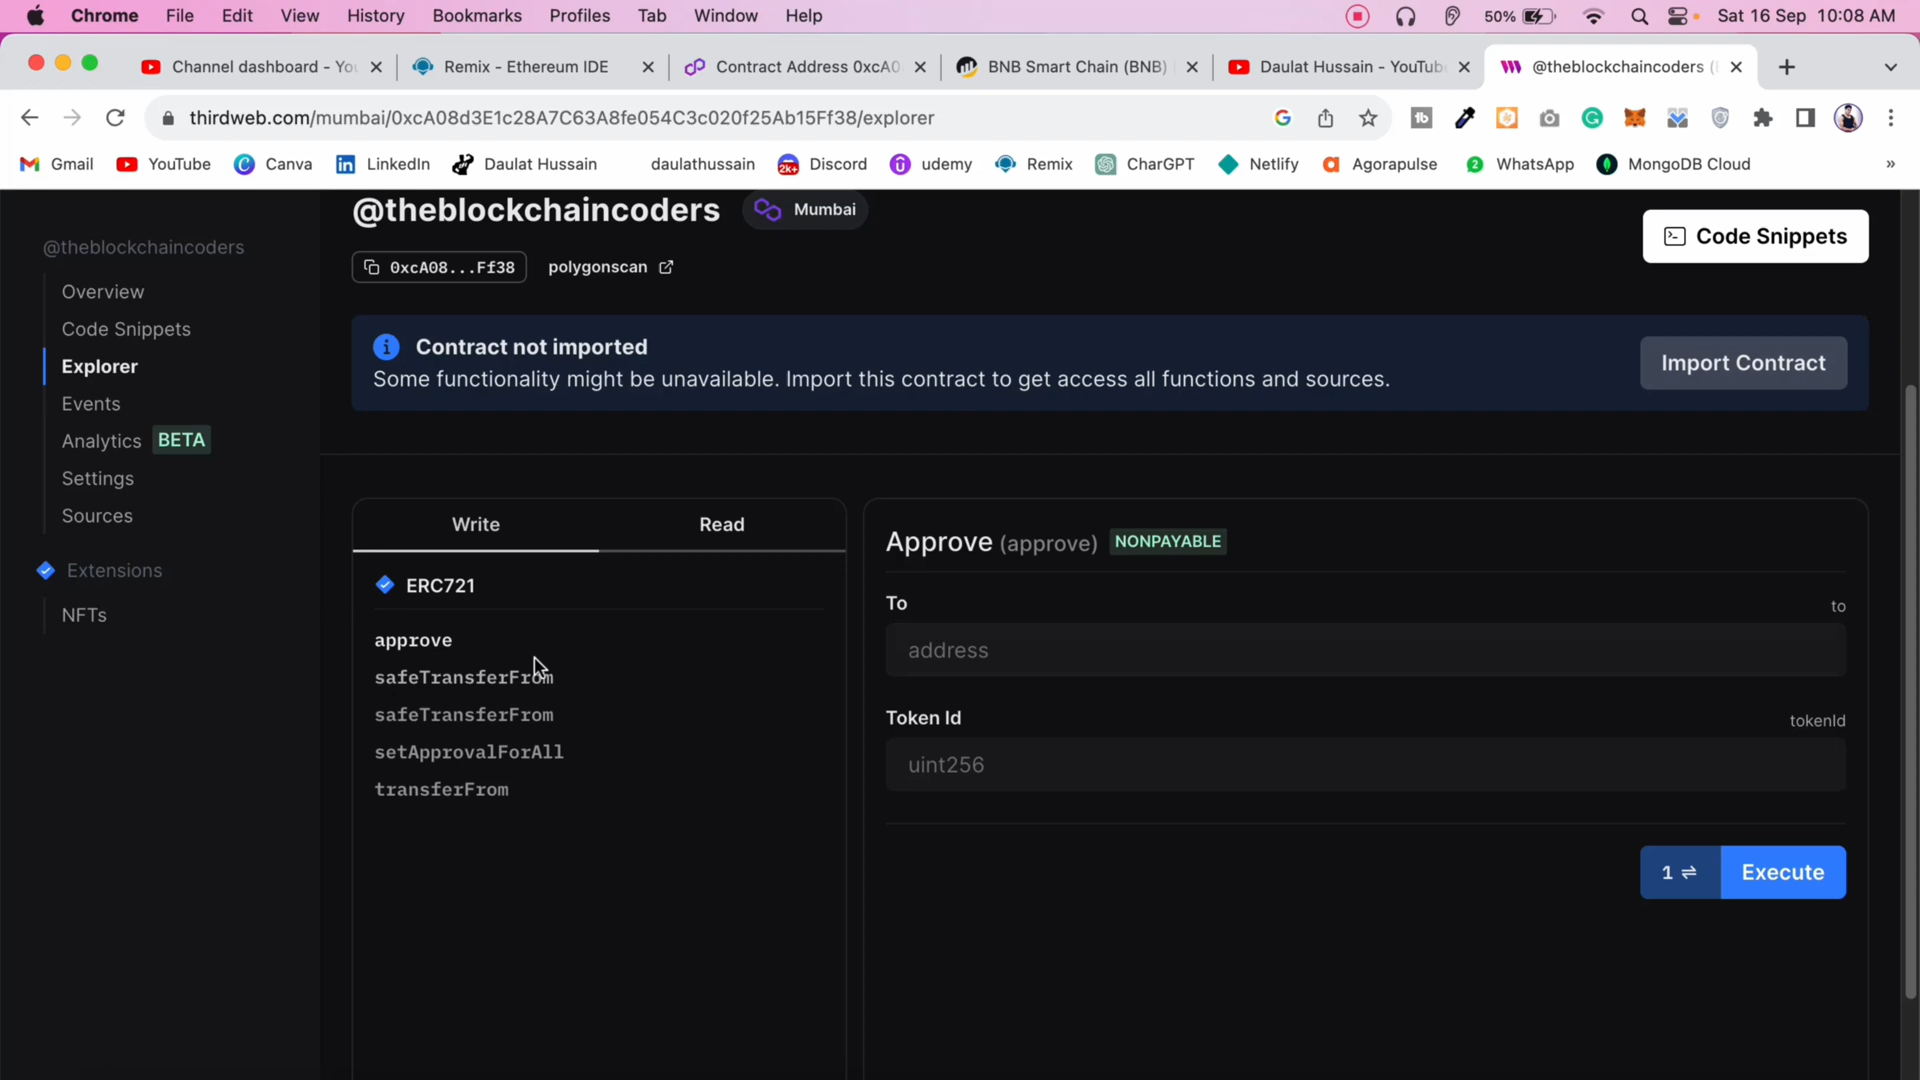 Chrome File Edit View History Bookmarks Profiles Tab Window Help 50% Sat 16 Sep 10:08 AM
Channel dashboard - Yo Remix - Ethereum IDE Contract Address 0xcA0 BNB Smart Chain (BNB) Daulat Hussain - YouTub @theblockchaincoders (
thirdweb.com/mumbai/0xcA08d3E1c28A7C63A8fe054C3c020f25Ab15Ff38/explorer
Gmail YouTube Canva LinkedIn Daulat Hussain daulathussain 2k+ Discord udemy Remix CharGPT Netlify Agorapulse 2 WhatsApp MongoDB Cloud »
@theblockchaincoders Mumbai
Code Snippets
0xcA08...Ff38 polygonscan
@theblockchaincoders
Overview
Code Snippets
Explorer
Events
Analytics BETA
Settings
Sources
Extensions
NFTs
Contract not imported
Some functionality might be unavailable. Import this contract to get access all functions and sources.
Import Contract
Write Read
ERC721
approve
safeTransferFrom
safeTransferFrom
setApprovalForAll
transferFrom
Approve (approve) NONPAYABLE
To to
address
Token Id tokenId
uint256
1 ⇌ Execute